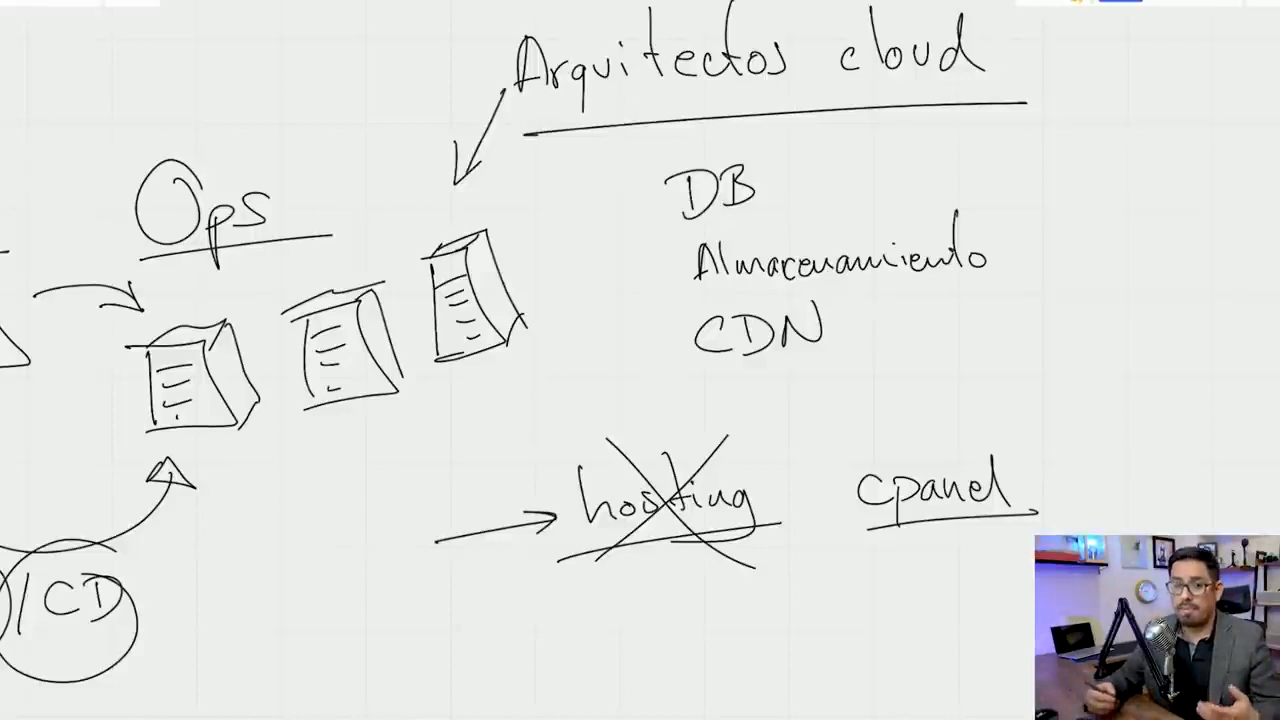 Arquitectos cloud
Ops
DB
Almacenamiento
CDN
hosting
cpanel
/CD